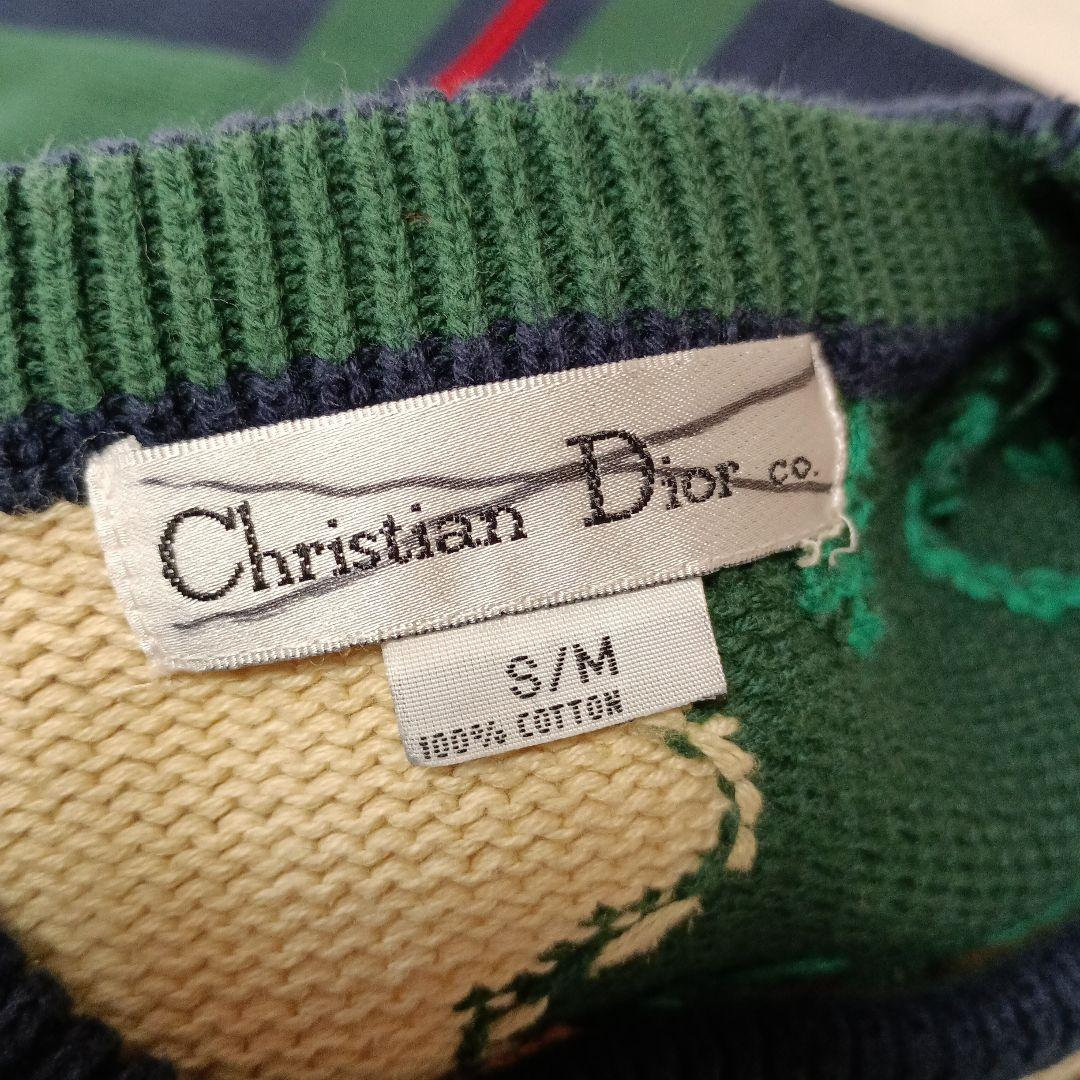 Christian Dior co.
S/M
100% COTTON